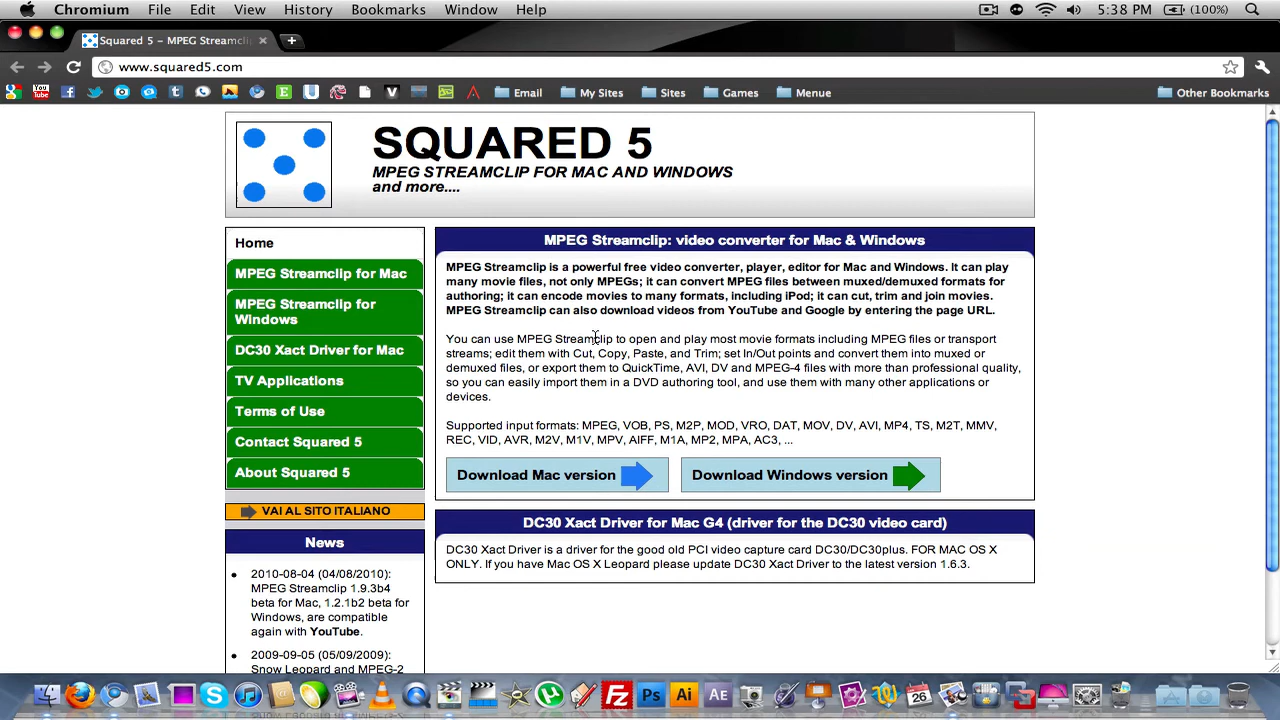 Chromium File Edit View History Bookmarks Window Help 5:38 PM (100%)
Squared 5 – MPEG Streamcli
www.squared5.com
You Tube Email My Sites Sites Games Menue Other Bookmarks
SQUARED 5
MPEG STREAMCLIP FOR MAC AND WINDOWS
and more....
Home
MPEG Streamclip for Mac
MPEG Streamclip for
Windows
DC30 Xact Driver for Mac
TV Applications
Terms of Use
Contact Squared 5
About Squared 5
VAI AL SITO ITALIANO
News
2010-08-04 (04/08/2010):
MPEG Streamclip 1.9.3b4
beta for Mac, 1.2.1b2 beta for
Windows, are compatible
again with YouTube.
2009-09-05 (05/09/2009):
Snow Leopard and MPEG-2
MPEG Streamclip: video converter for Mac & Windows
MPEG Streamclip is a powerful free video converter, player, editor for Mac and Windows. It can play
many movie files, not only MPEGs; it can convert MPEG files between muxed/demuxed formats for
authoring; it can encode movies to many formats, including iPod; it can cut, trim and join movies.
MPEG Streamclip can also download videos from YouTube and Google by entering the page URL.
You can use MPEG Streamclip to open and play most movie formats including MPEG files or transport
streams; edit them with Cut, Copy, Paste, and Trim; set In/Out points and convert them into muxed or
demuxed files, or export them to QuickTime, AVI, DV and MPEG-4 files with more than professional quality,
so you can easily import them in a DVD authoring tool, and use them with many other applications or
devices.
Supported input formats: MPEG, VOB, PS, M2P, MOD, VRO, DAT, MOV, DV, AVI, MP4, TS, M2T, MMV,
REC, VID, AVR, M2V, M1V, MPV, AIFF, M1A, MP2, MPA, AC3, ...
Download Mac version
Download Windows version
DC30 Xact Driver for Mac G4 (driver for the DC30 video card)
DC30 Xact Driver is a driver for the good old PCI video capture card DC30/DC30plus. FOR MAC OS X
ONLY. If you have Mac OS X Leopard please update DC30 Xact Driver to the latest version 1.6.3.
Fz Ps Ai AE 26